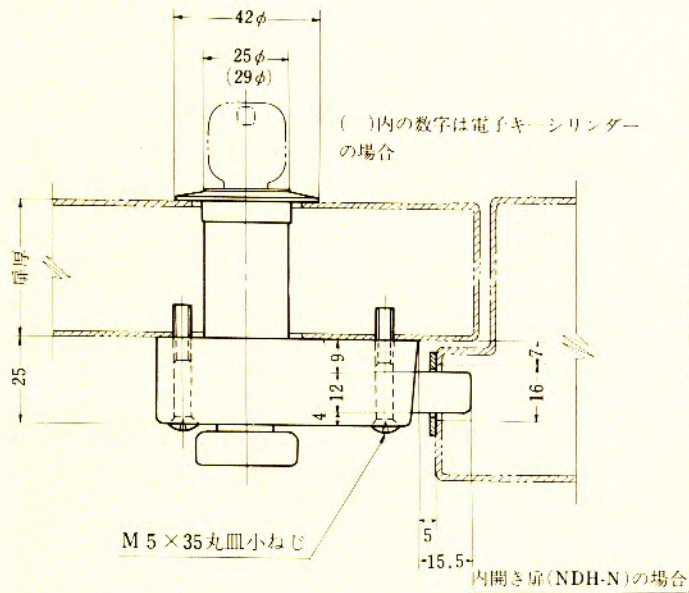 42φ
25φ
(29φ)
( )内の数字は電子キーシリンダー
の場合
扉厚
25
9
12
4
7
16
5
15.5
M5×35丸皿小ねじ
内開き扉(NDH-N)の場合